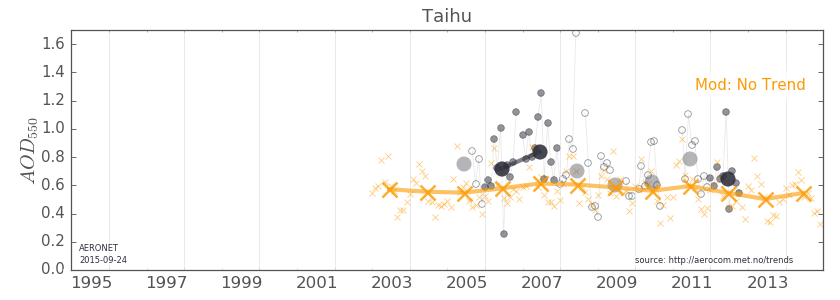 Taihu
1.6
1.4
1.2
1.0
0.8
0.6
0.4
0.2
0.0
AOD550
Mod: No Trend
AERONET
2015-09-24
source: http://aerocom.met.no/trends
1995 1997 1999 2001 2003 2005 2007 2009 2011 2013